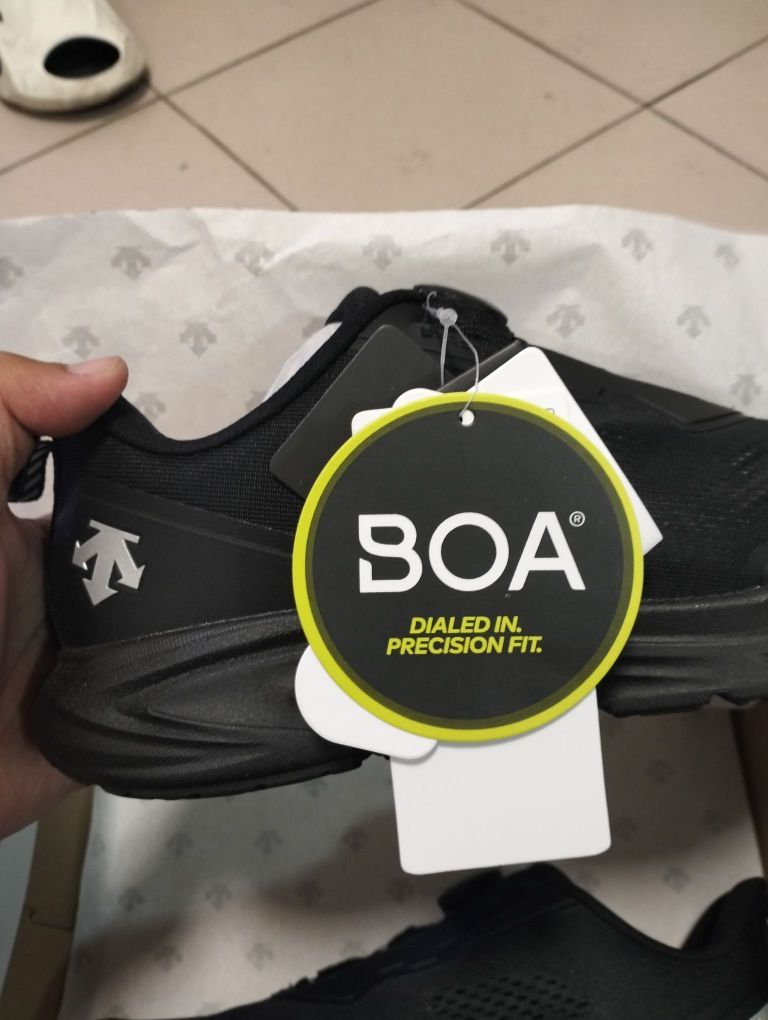 BOA®
DIALED IN.
PRECISION FIT.